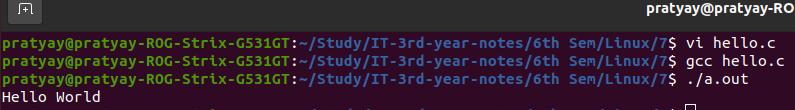 pratyay@pratyay-RO
pratyay@pratyay-ROG-Strix-G531GT:~/Study/IT-3rd-year-notes/6th Sem/Linux/7$ vi hello.c
pratyay@pratyay-ROG-Strix-G531GT:~/Study/IT-3rd-year-notes/6th Sem/Linux/7$ gcc hello.c
pratyay@pratyay-ROG-Strix-G531GT:~/Study/IT-3rd-year-notes/6th Sem/Linux/7$ ./a.out
Hello World